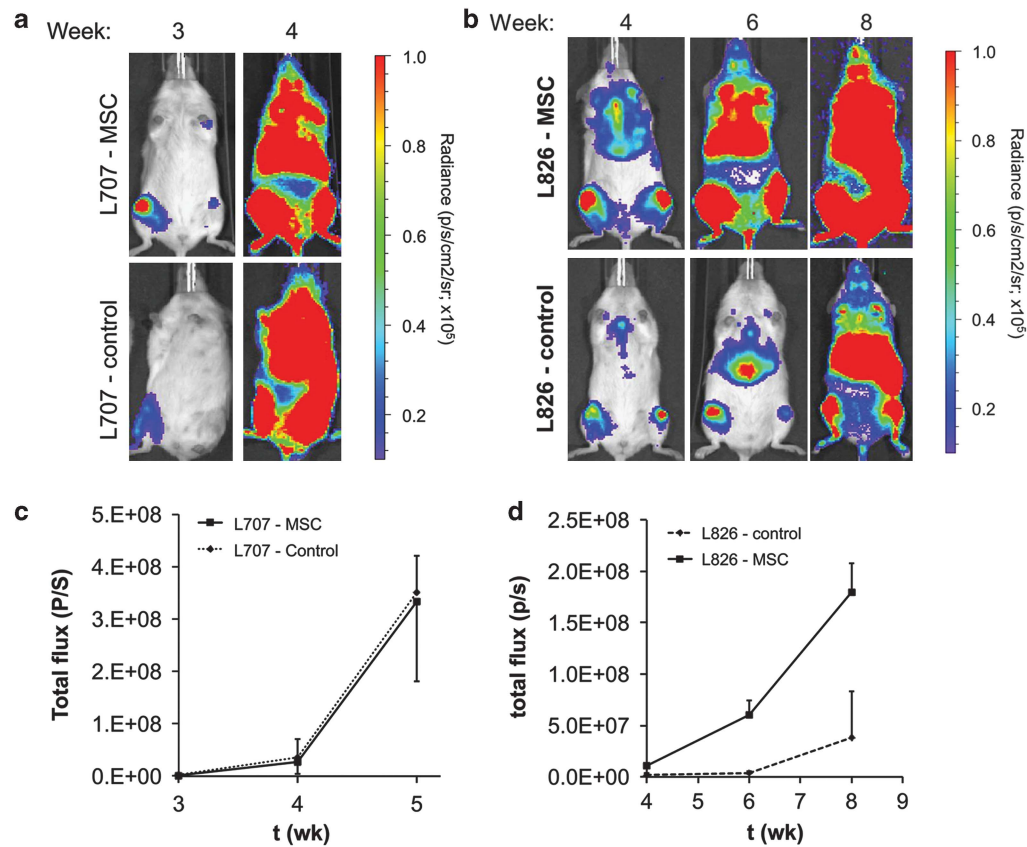 a
Week: 3 4
L707 - MSC
L707 - control
1.0
0.8
0.6
0.4
0.2
Radiance (p/s/cm2/sr; x10⁵)
b
Week: 4 6 8
L826 - MSC
L826 - control
1.0
0.8
0.6
0.4
0.2
Radiance (p/s/cm2/sr; x10⁵)
c
5.E+08
4.E+08
3.E+08
2.E+08
1.E+08
0.E+00
Total flux (P/S)
L707 - MSC
L707 - Control
3 4 5
t (wk)
d
2.5E+08
2.0E+08
1.5E+08
1.0E+08
5.0E+07
0.0E+00
total flux (p/s)
L826 - control
L826 - MSC
4 5 6 7 8 9
t (wk)